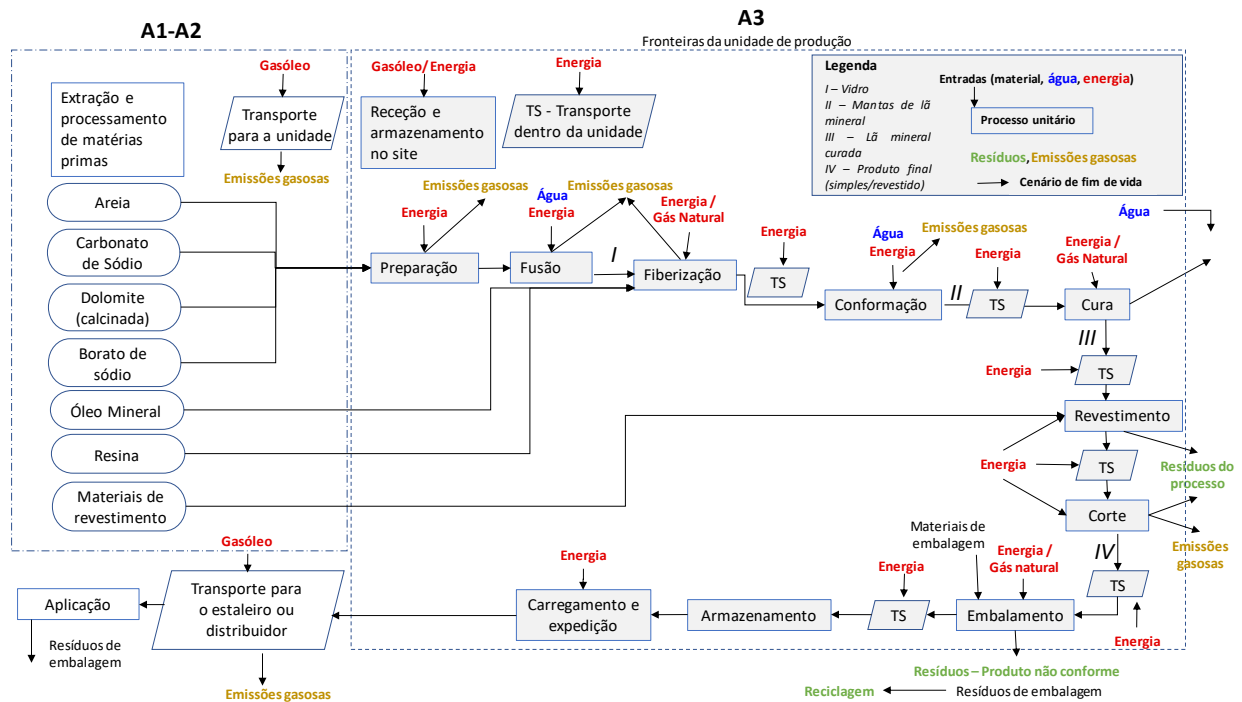 A1-A2
A3
Fronteiras da unidade de produção
Gasóleo
Extração e
processamento
de matérias
primas
Transporte
para a unidade
Emissões gasosas
Areia
Carbonato
de Sódio
Dolomite
(calcinada)
Borato de
sódio
Óleo Mineral
Resina
Materiais de
revestimento
Gasóleo/ Energia
Receção e
armazenamento
no site
Energia
TS - Transporte
dentro da unidade
Legenda
I – Vidro
II – Mantas de lã
mineral
III – Lã mineral
curada
IV – Produto final
(simples/revestido)
Entradas (material, água, energia)
Processo unitário
Resíduos, Emissões gasosas
Cenário de fim de vida
Emissões gasosas
Energia
Preparação
Água
Energia
Fusão
Emissões gasosas
I
Energia /
Gás Natural
Fiberização
Energia
TS
Água
Energia
Emissões gasosas
Conformação
II
Energia
TS
Energia /
Gás Natural
Cura
Água
III
Energia
TS
Revestimento
Energia
TS
Resíduos do
processo
Corte
Emissões
gasosas
IV
TS
Energia
Materiais de
embalagem
Energia /
Gás natural
Embalamento
Energia
TS
Armazenamento
Energia
Carregamento e
expedição
Gasóleo
Transporte para
o estaleiro ou
distribuidor
Emissões gasosas
Aplicação
Resíduos de
embalagem
Resíduos – Produto não conforme
Reciclagem
Resíduos de embalagem